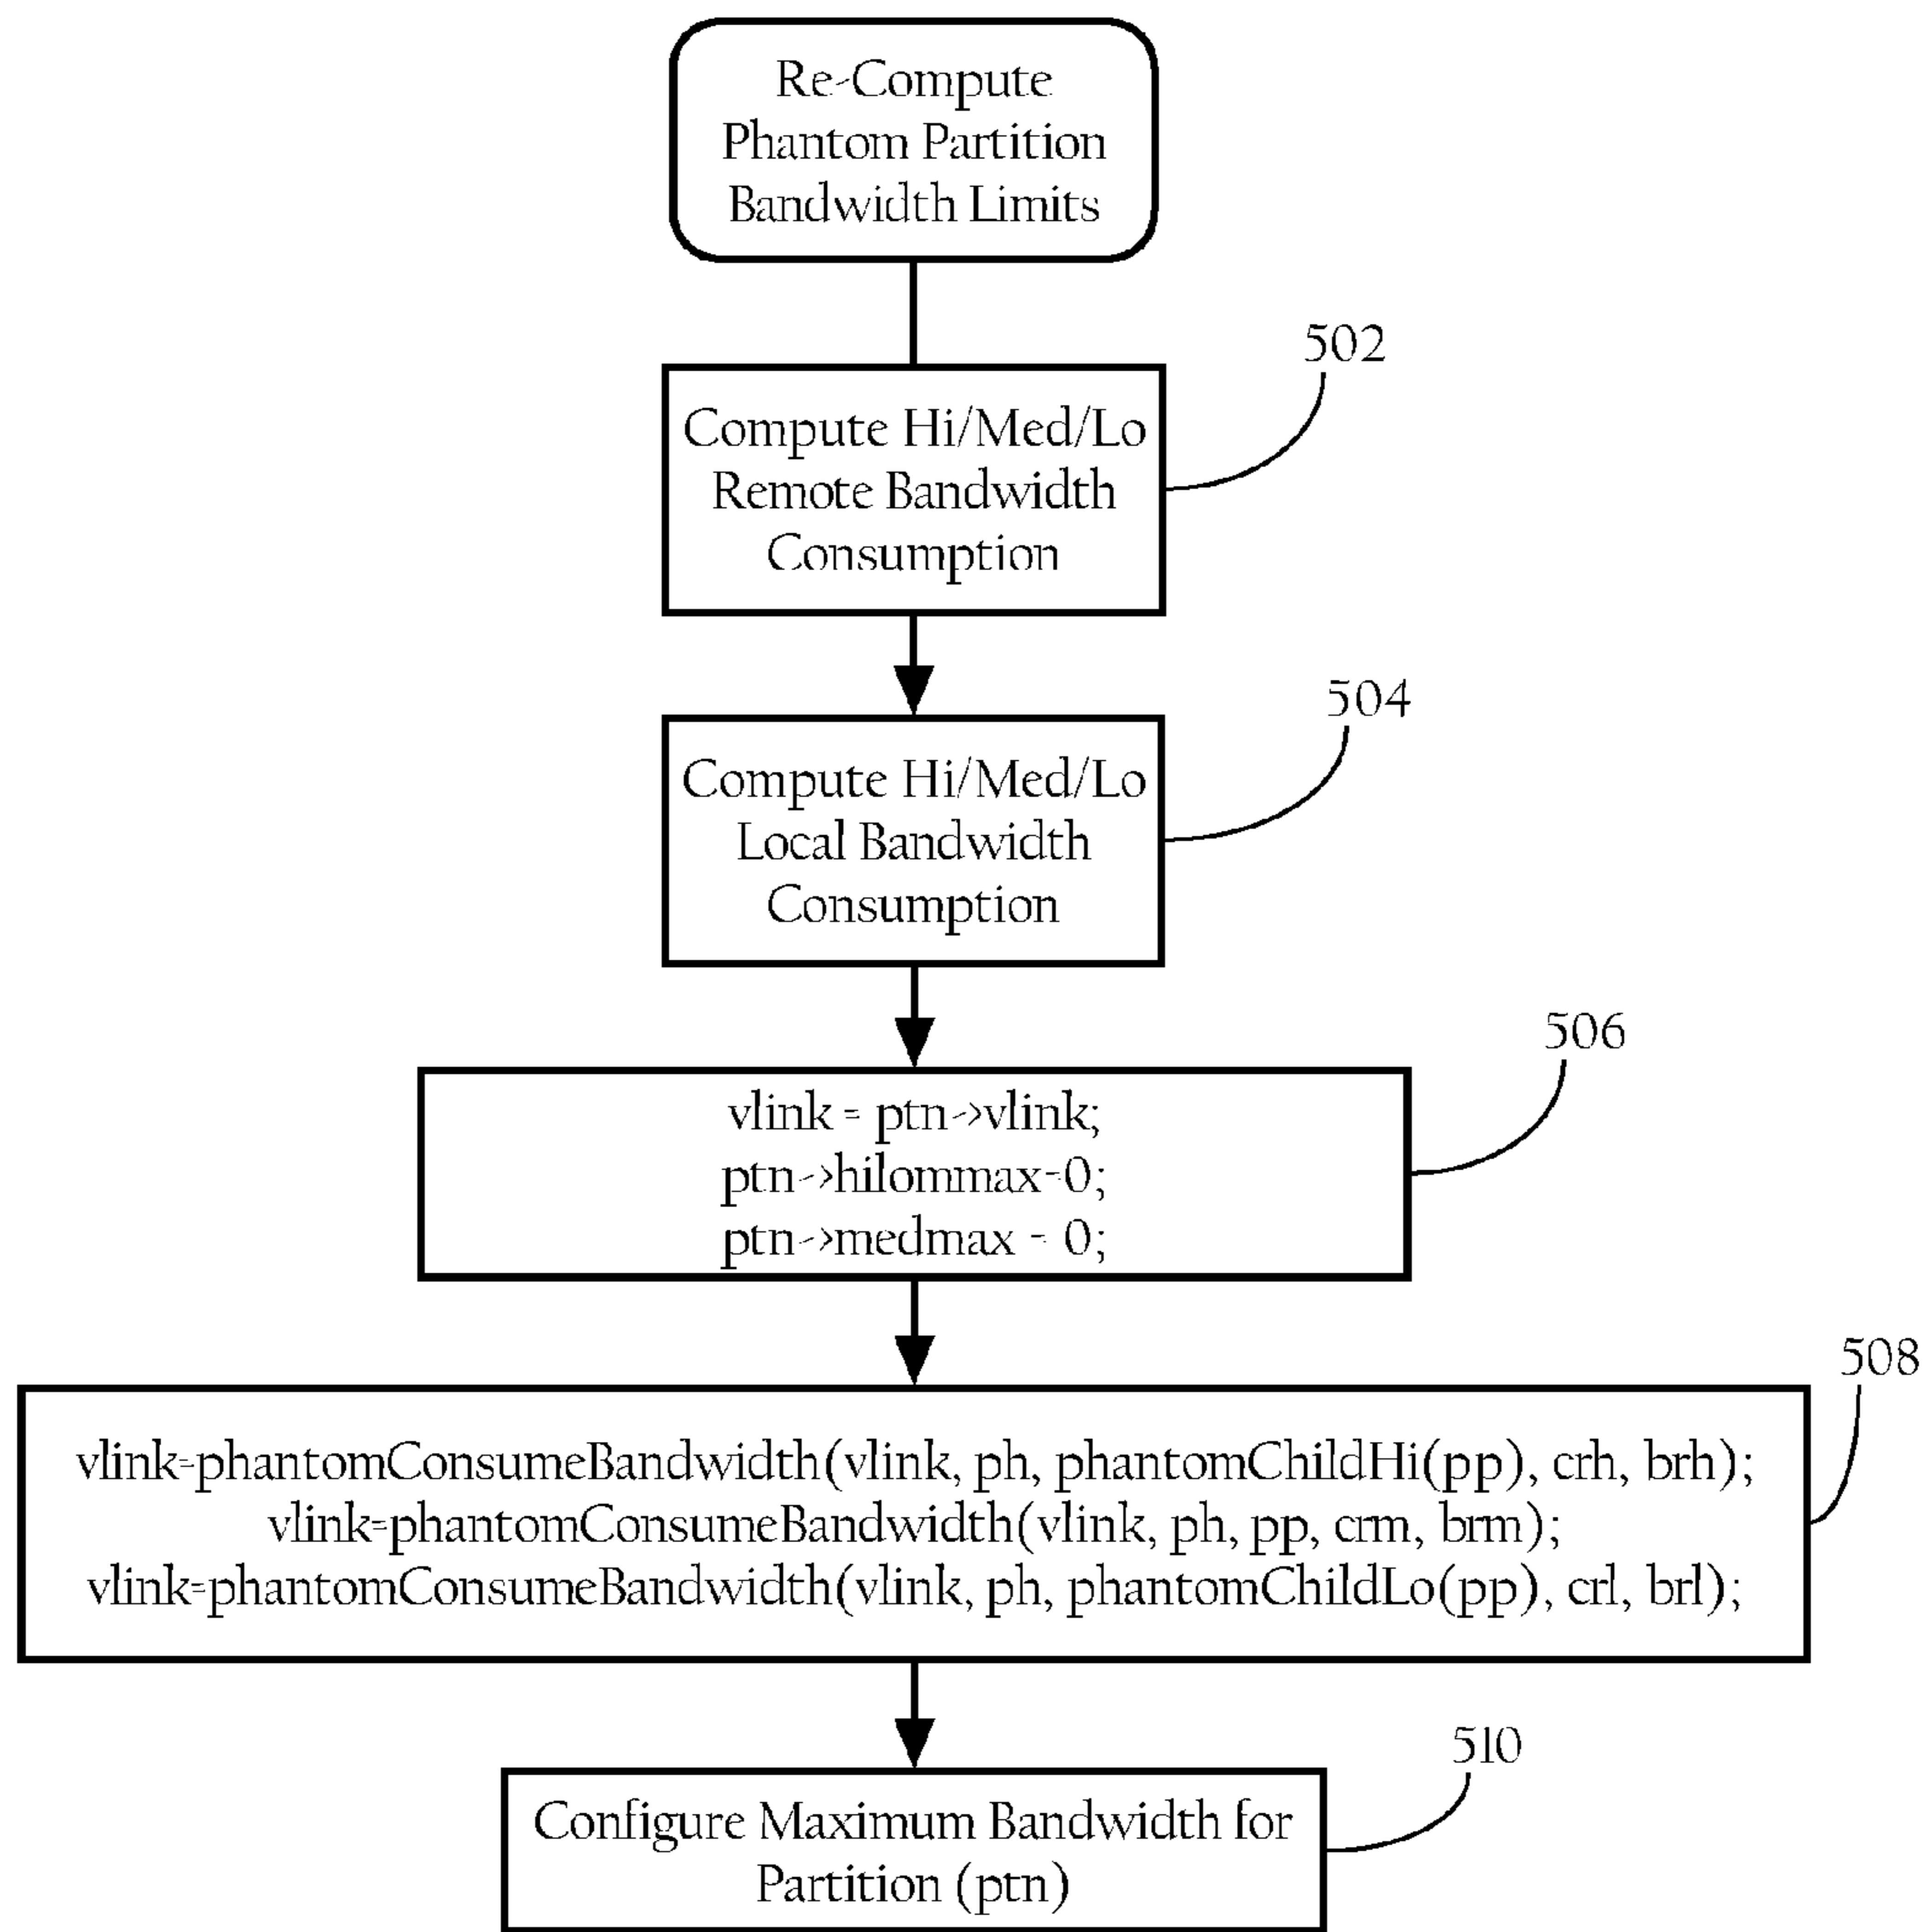 Re-Compute
Phantom Partition
Bandwidth Limits
502
Compute Hi/Med/Lo
Remote Bandwidth
Consumption
504
Compute Hi/Med/Lo
Local Bandwidth
Consumption
506
vlink = ptn->vlink;
ptn->hilommax=0;
ptn->medmax = 0;
508
vlink=phantomConsumeBandwidth(vlink, ph, phantomChildHi(pp), crh, brh);
vlink=phantomConsumeBandwidth(vlink, ph, pp, crm, brm);
vlink=phantomConsumeBandwidth(vlink, ph, phantomChildLo(pp), crl, brl);
510
Configure Maximum Bandwidth for
Partition (ptn)